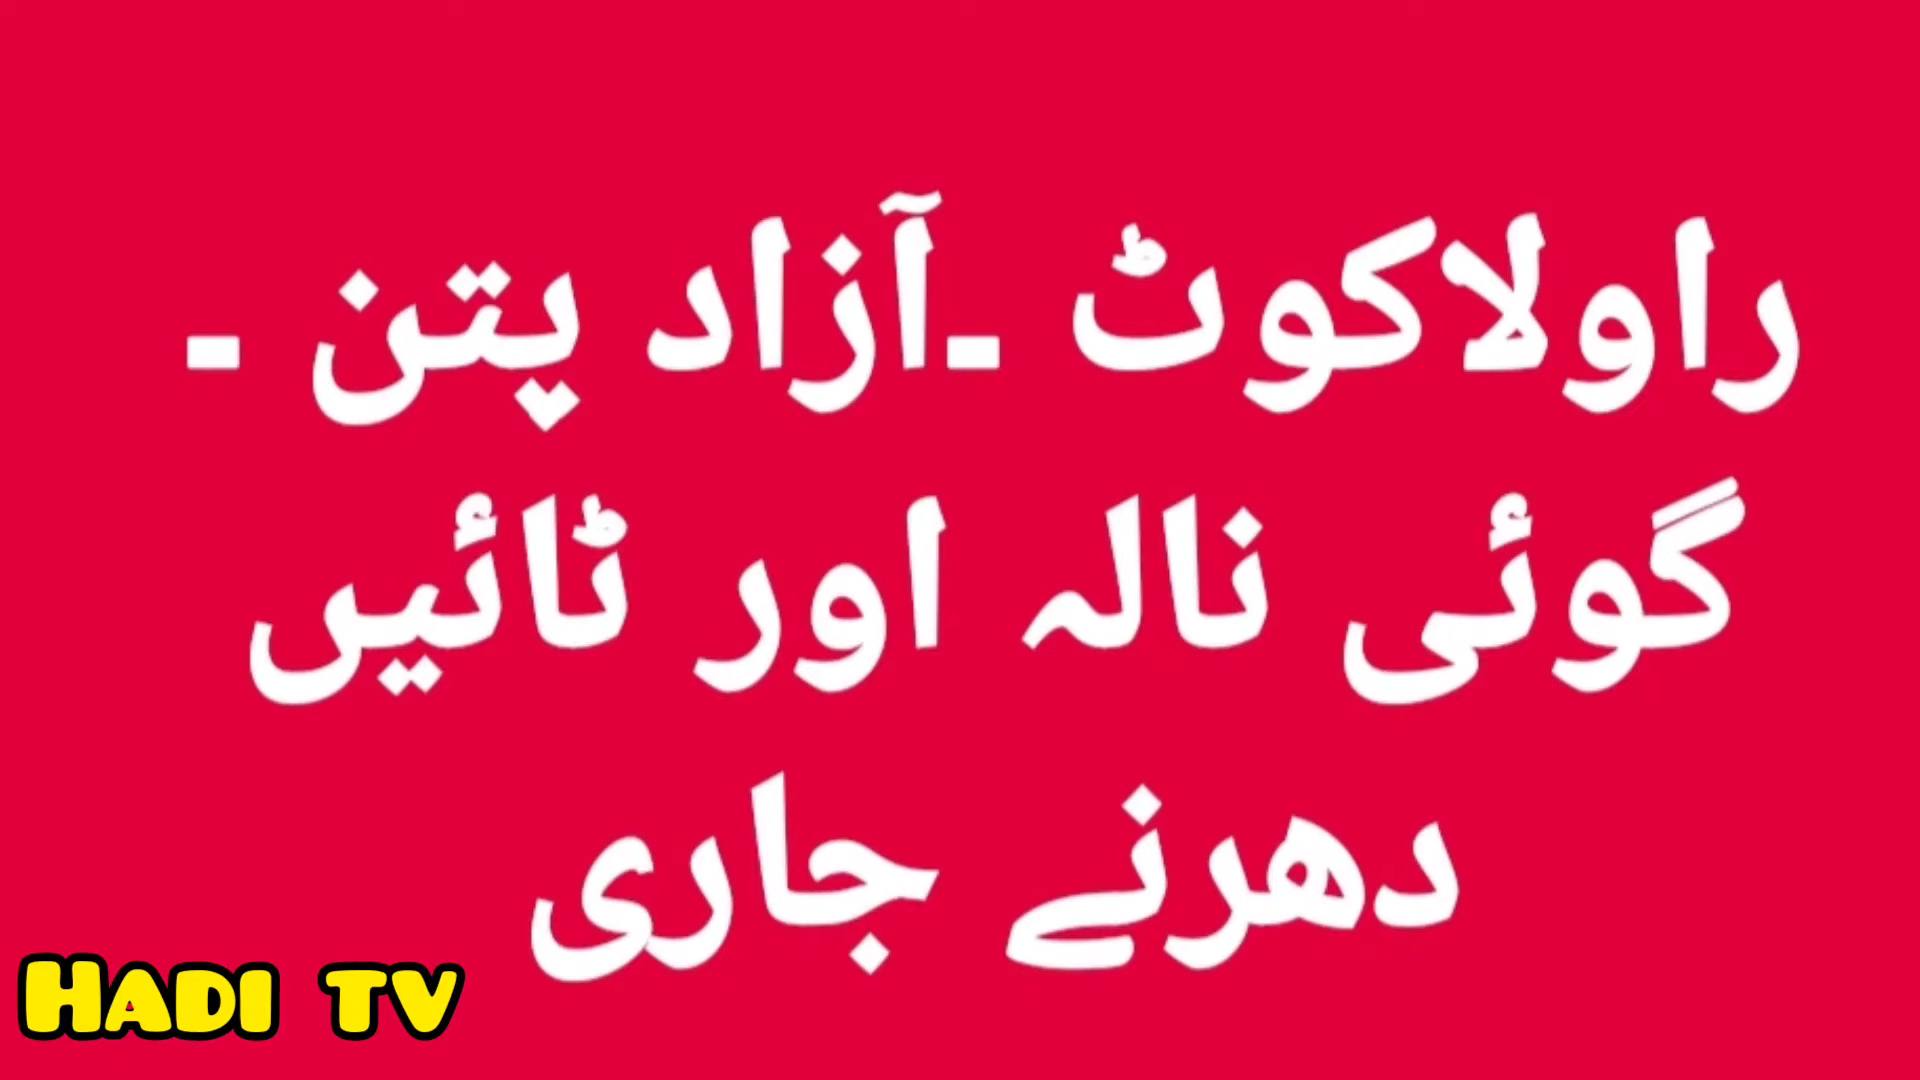 راولاکوٹ ۔آزاد پتن ۔
گوئی نالہ اور ٹائیں
دھرنے جاری
HADI TV